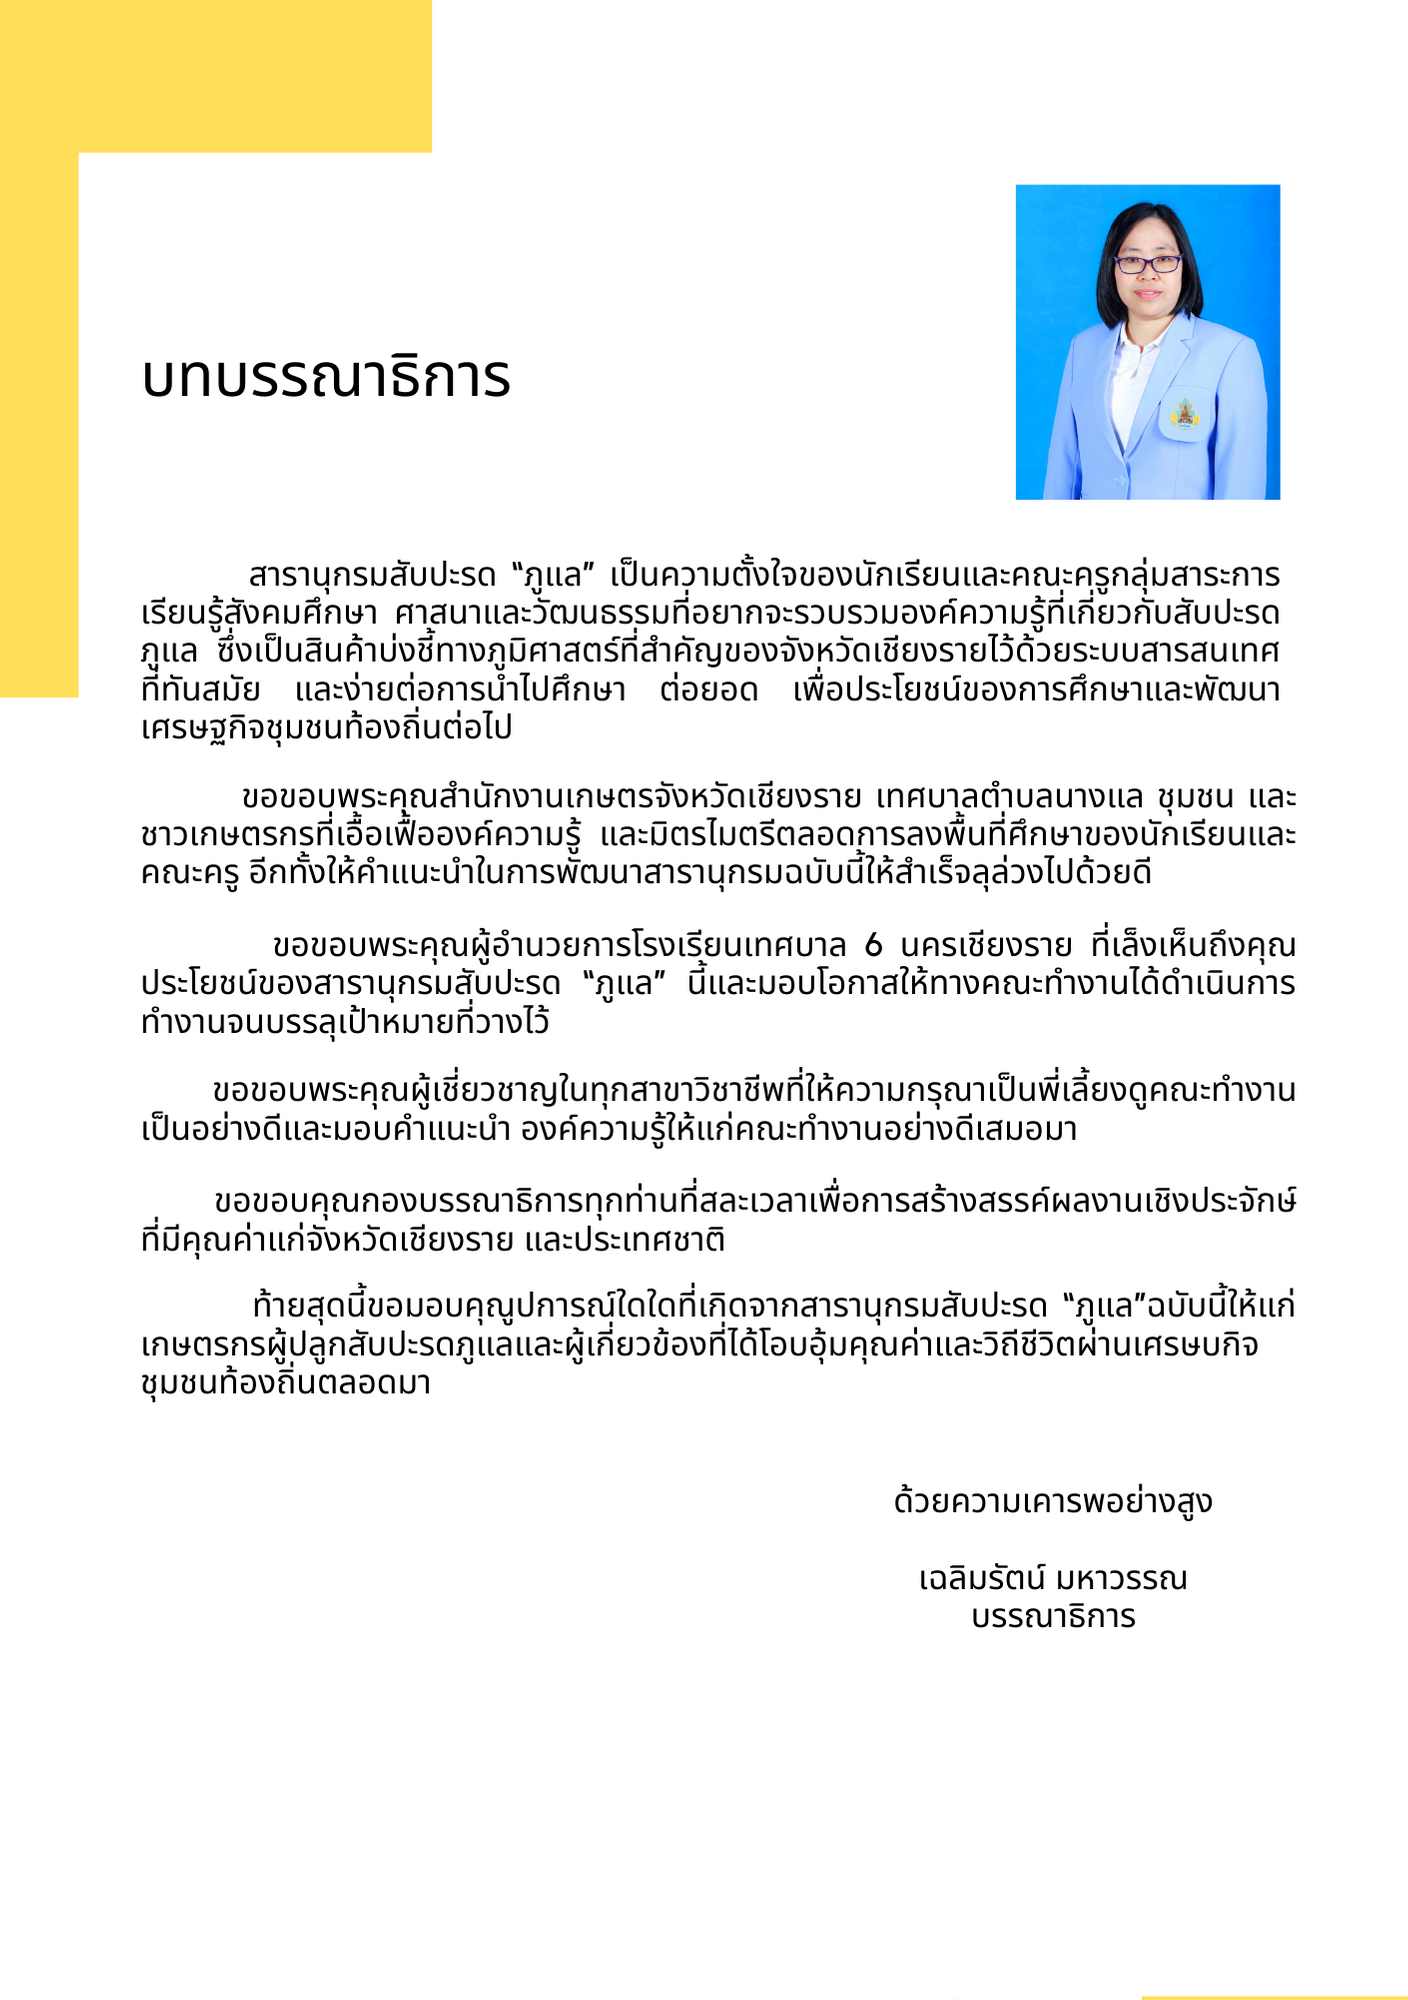 บทบรรณาธิการ
สารานุกรมสับปะรด “ภูแล” เป็นความตั้งใจของนักเรียนและคณะครูกลุ่มสาระการ
เรียนรู้สังคมศึกษา ศาสนาและวัฒนธรรมที่อยากจะรวบรวมองค์ความรู้ที่เกี่ยวกับสับปะรด
ภูแล ซึ่งเป็นสินค้าบ่งชี้ทางภูมิศาสตร์ที่สำคัญของจังหวัดเชียงรายไว้ด้วยระบบสารสนเทศ
ที่ทันสมัย และง่ายต่อการนำไปศึกษา ต่อยอด เพื่อประโยชน์ของการศึกษาและพัฒนา
เศรษฐกิจชุมชนท้องถิ่นต่อไป
ขอขอบพระคุณสำนักงานเกษตรจังหวัดเชียงราย เทศบาลตำบลนางแล ชุมชน และ
ชาวเกษตรกรที่เอื้อเฟื้อองค์ความรู้ และมิตรไมตรีตลอดการลงพื้นที่ศึกษาของนักเรียนและ
คณะครู อีกทั้งให้คำแนะนำในการพัฒนาสารานุกรมฉบับนี้ให้สำเร็จลุล่วงไปด้วยดี
ขอขอบพระคุณผู้อำนวยการโรงเรียนเทศบาล 6 นครเชียงราย ที่เล็งเห็นถึงคุณ
ประโยชน์ของสารานุกรมสับปะรด “ภูแล” นี้และมอบโอกาสให้ทางคณะทำงานได้ดำเนินการ
ทำงานจนบรรลุเป้าหมายที่วางไว้
ขอขอบพระคุณผู้เชี่ยวชาญในทุกสาขาวิชาชีพที่ให้ความกรุณาเป็นพี่เลี้ยงดูคณะทำงาน
เป็นอย่างดีและมอบคำแนะนำ องค์ความรู้ให้แก่คณะทำงานอย่างดีเสมอมา
ขอขอบคุณกองบรรณาธิการทุกท่านที่สละเวลาเพื่อการสร้างสรรค์ผลงานเชิงประจักษ์
ที่มีคุณค่าแก่จังหวัดเชียงราย และประเทศชาติ
ท้ายสุดนี้ขอมอบคุณูปการณ์ใดใดที่เกิดจากสารานุกรมสับปะรด “ภูแล”ฉบับนี้ให้แก่
เกษตรกรผู้ปลูกสับปะรดภูแลและผู้เกี่ยวข้องที่ได้โอบอุ้มคุณค่าและวิถีชีวิตผ่านเศรษบกิจ
ชุมชนท้องถิ่นตลอดมา
ด้วยความเคารพอย่างสูง
เฉลิมรัตน์ มหาวรรณ
บรรณาธิการ